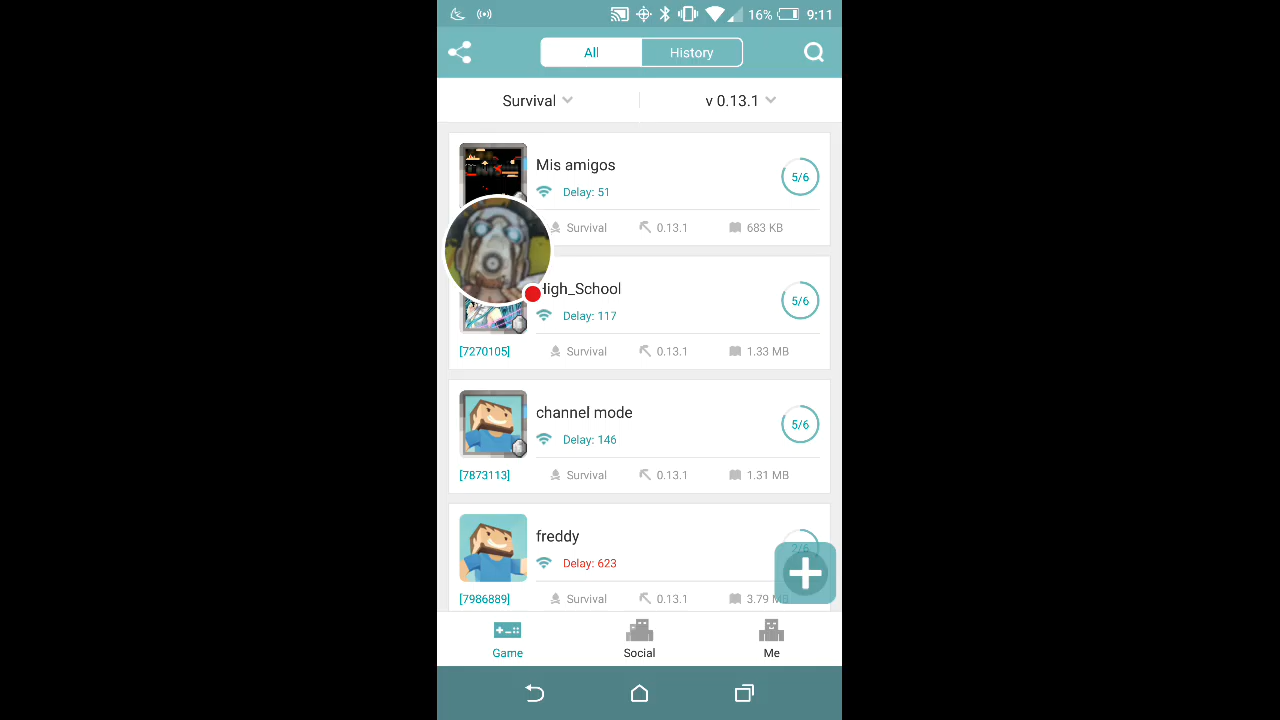 16% 9:11
All History
Survival v 0.13.1
Mis amigos
Delay: 51
5/6
Survival 0.13.1 683 KB
High_School
Delay: 117
5/6
[7270105] Survival 0.13.1 1.33 MB
channel mode
Delay: 146
5/6
[7873113] Survival 0.13.1 1.31 MB
freddy
Delay: 623
2/6
[7986889] Survival 0.13.1 3.79 MB
Game Social Me